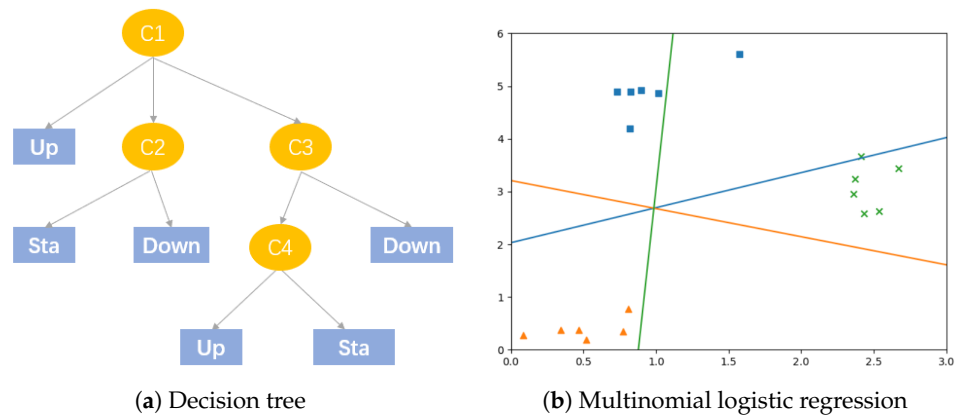 C1
Up
C2
C3
Sta
Down
C4
Down
Up
Sta
(a) Decision tree
6
5
4
3
2
1
0
0.0 0.5 1.0 1.5 2.0 2.5 3.0
(b) Multinomial logistic regression